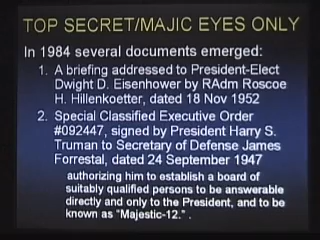 TOP SECRET/MAJIC EYES ONLY
In 1984 several documents emerged:
1. A briefing addressed to President-Elect
Dwight D. Eisenhower by RAdm Roscoe
H. Hillenkoetter, dated 18 Nov 1952
2. Special Classified Executive Order
#092447, signed by President Harry S.
Truman to Secretary of Defense James
Forrestal, dated 24 September 1947
authorizing him to establish a board of
suitably qualified persons to be answerable
directly and only to the President, and to be
known as "Majestic-12." .